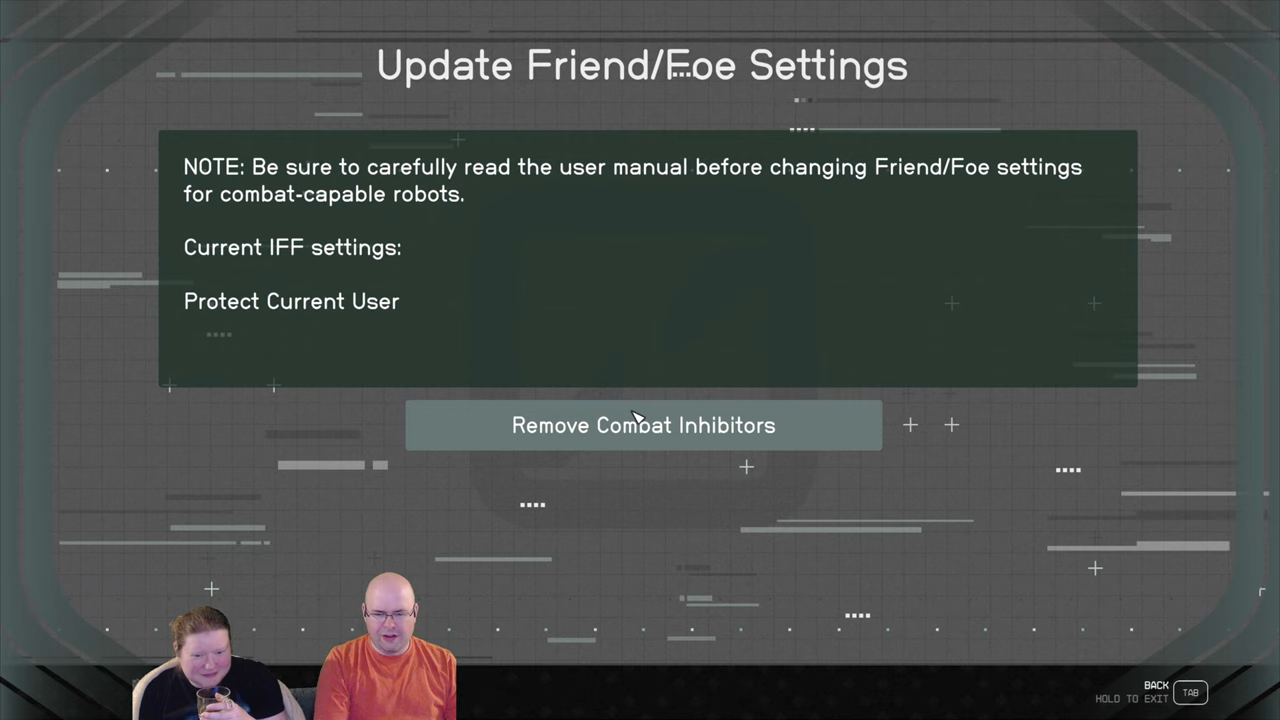 Update Friend/Foe Settings
NOTE: Be sure to carefully read the user manual before changing Friend/Foe settings
for combat-capable robots.
Current IFF settings:
Protect Current User
Remove Combat Inhibitors
BACK
HOLD TO EXIT
TAB